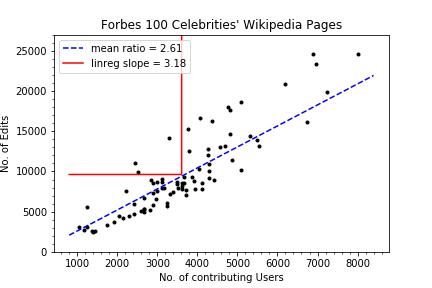 Forbes 100 Celebrities' Wikipedia Pages
mean ratio = 2.61
linreg slope = 3.18
25000
20000
15000
10000
5000
0
No. of Edits
1000 2000 3000 4000 5000 6000 7000 8000
No. of contributing Users